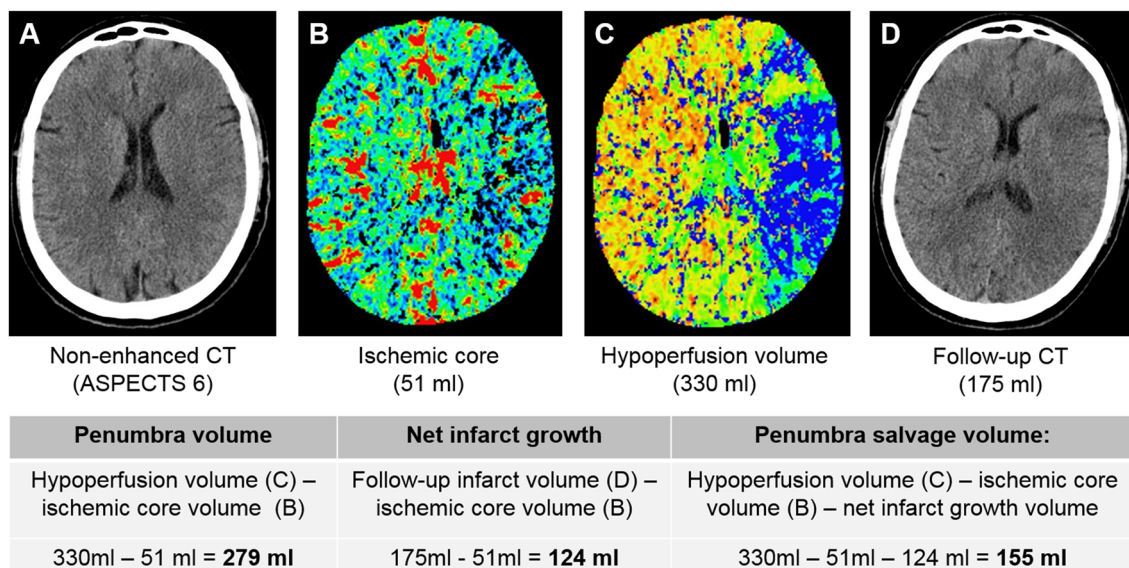 A
B
C
D
Non-enhanced CT
(ASPECTS 6)
Ischemic core
(51 ml)
Hypoperfusion volume
(330 ml)
Follow-up CT
(175 ml)
Penumbra volume
Net infarct growth
Penumbra salvage volume:
Hypoperfusion volume (C) –
ischemic core volume (B)
Follow-up infarct volume (D) –
ischemic core volume (B)
Hypoperfusion volume (C) – ischemic core
volume (B) – net infarct growth volume
330ml – 51 ml = 279 ml
175ml - 51ml = 124 ml
330ml – 51ml – 124 ml = 155 ml